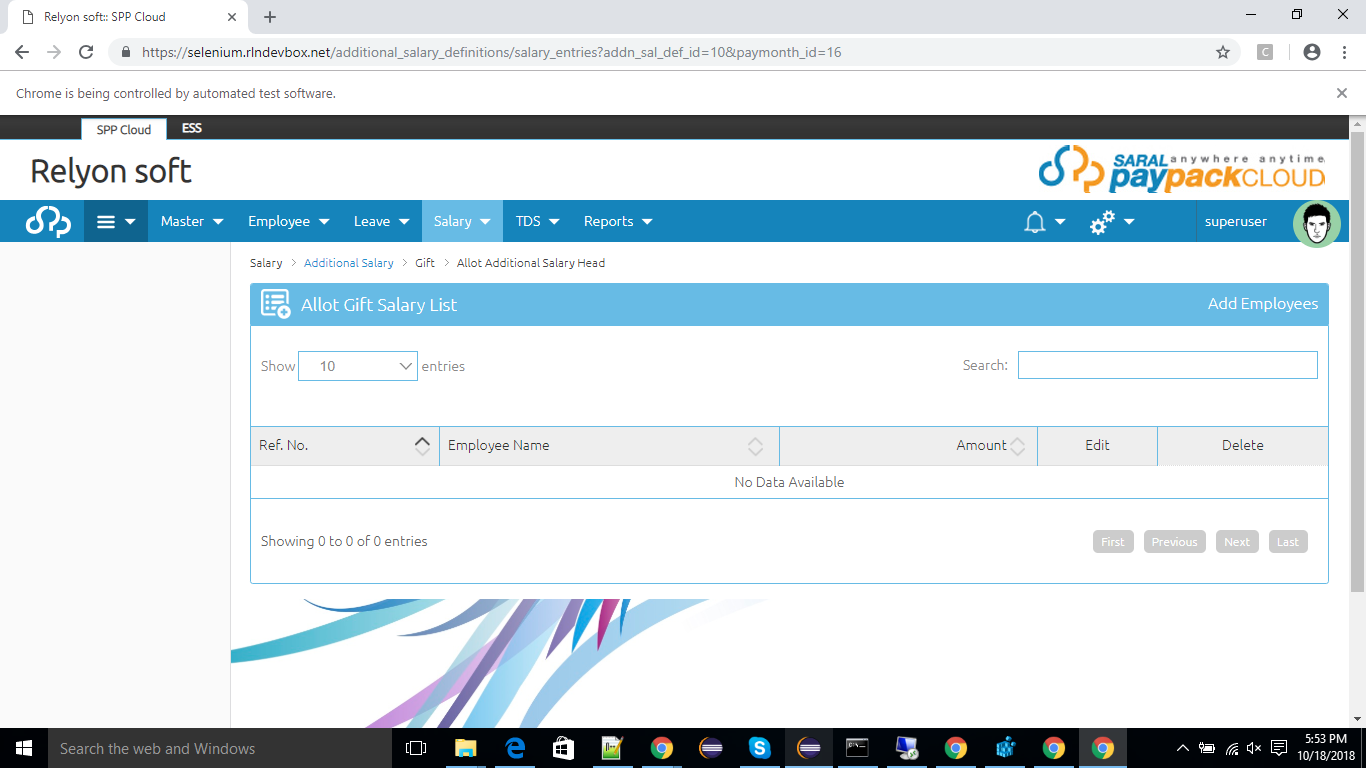 Relyon soft:: SPP Cloud
https://selenium.rlndevbox.net/additional_salary_definitions/salary_entries?addn_sal_def_id=10&paymonth_id=16
C
Chrome is being controlled by automated test software.
SPP Cloud ESS
Relyon soft
SARAL anywhere anytime
paypackCLOUD
Master Employee Leave Salary TDS Reports superuser
Salary > Additional Salary > Gift > Allot Additional Salary Head
Allot Gift Salary List Add Employees
Show 10 entries Search:
Ref. No. Employee Name Amount Edit Delete
No Data Available
Showing 0 to 0 of 0 entries First Previous Next Last
Search the web and Windows
5:53 PM
10/18/2018